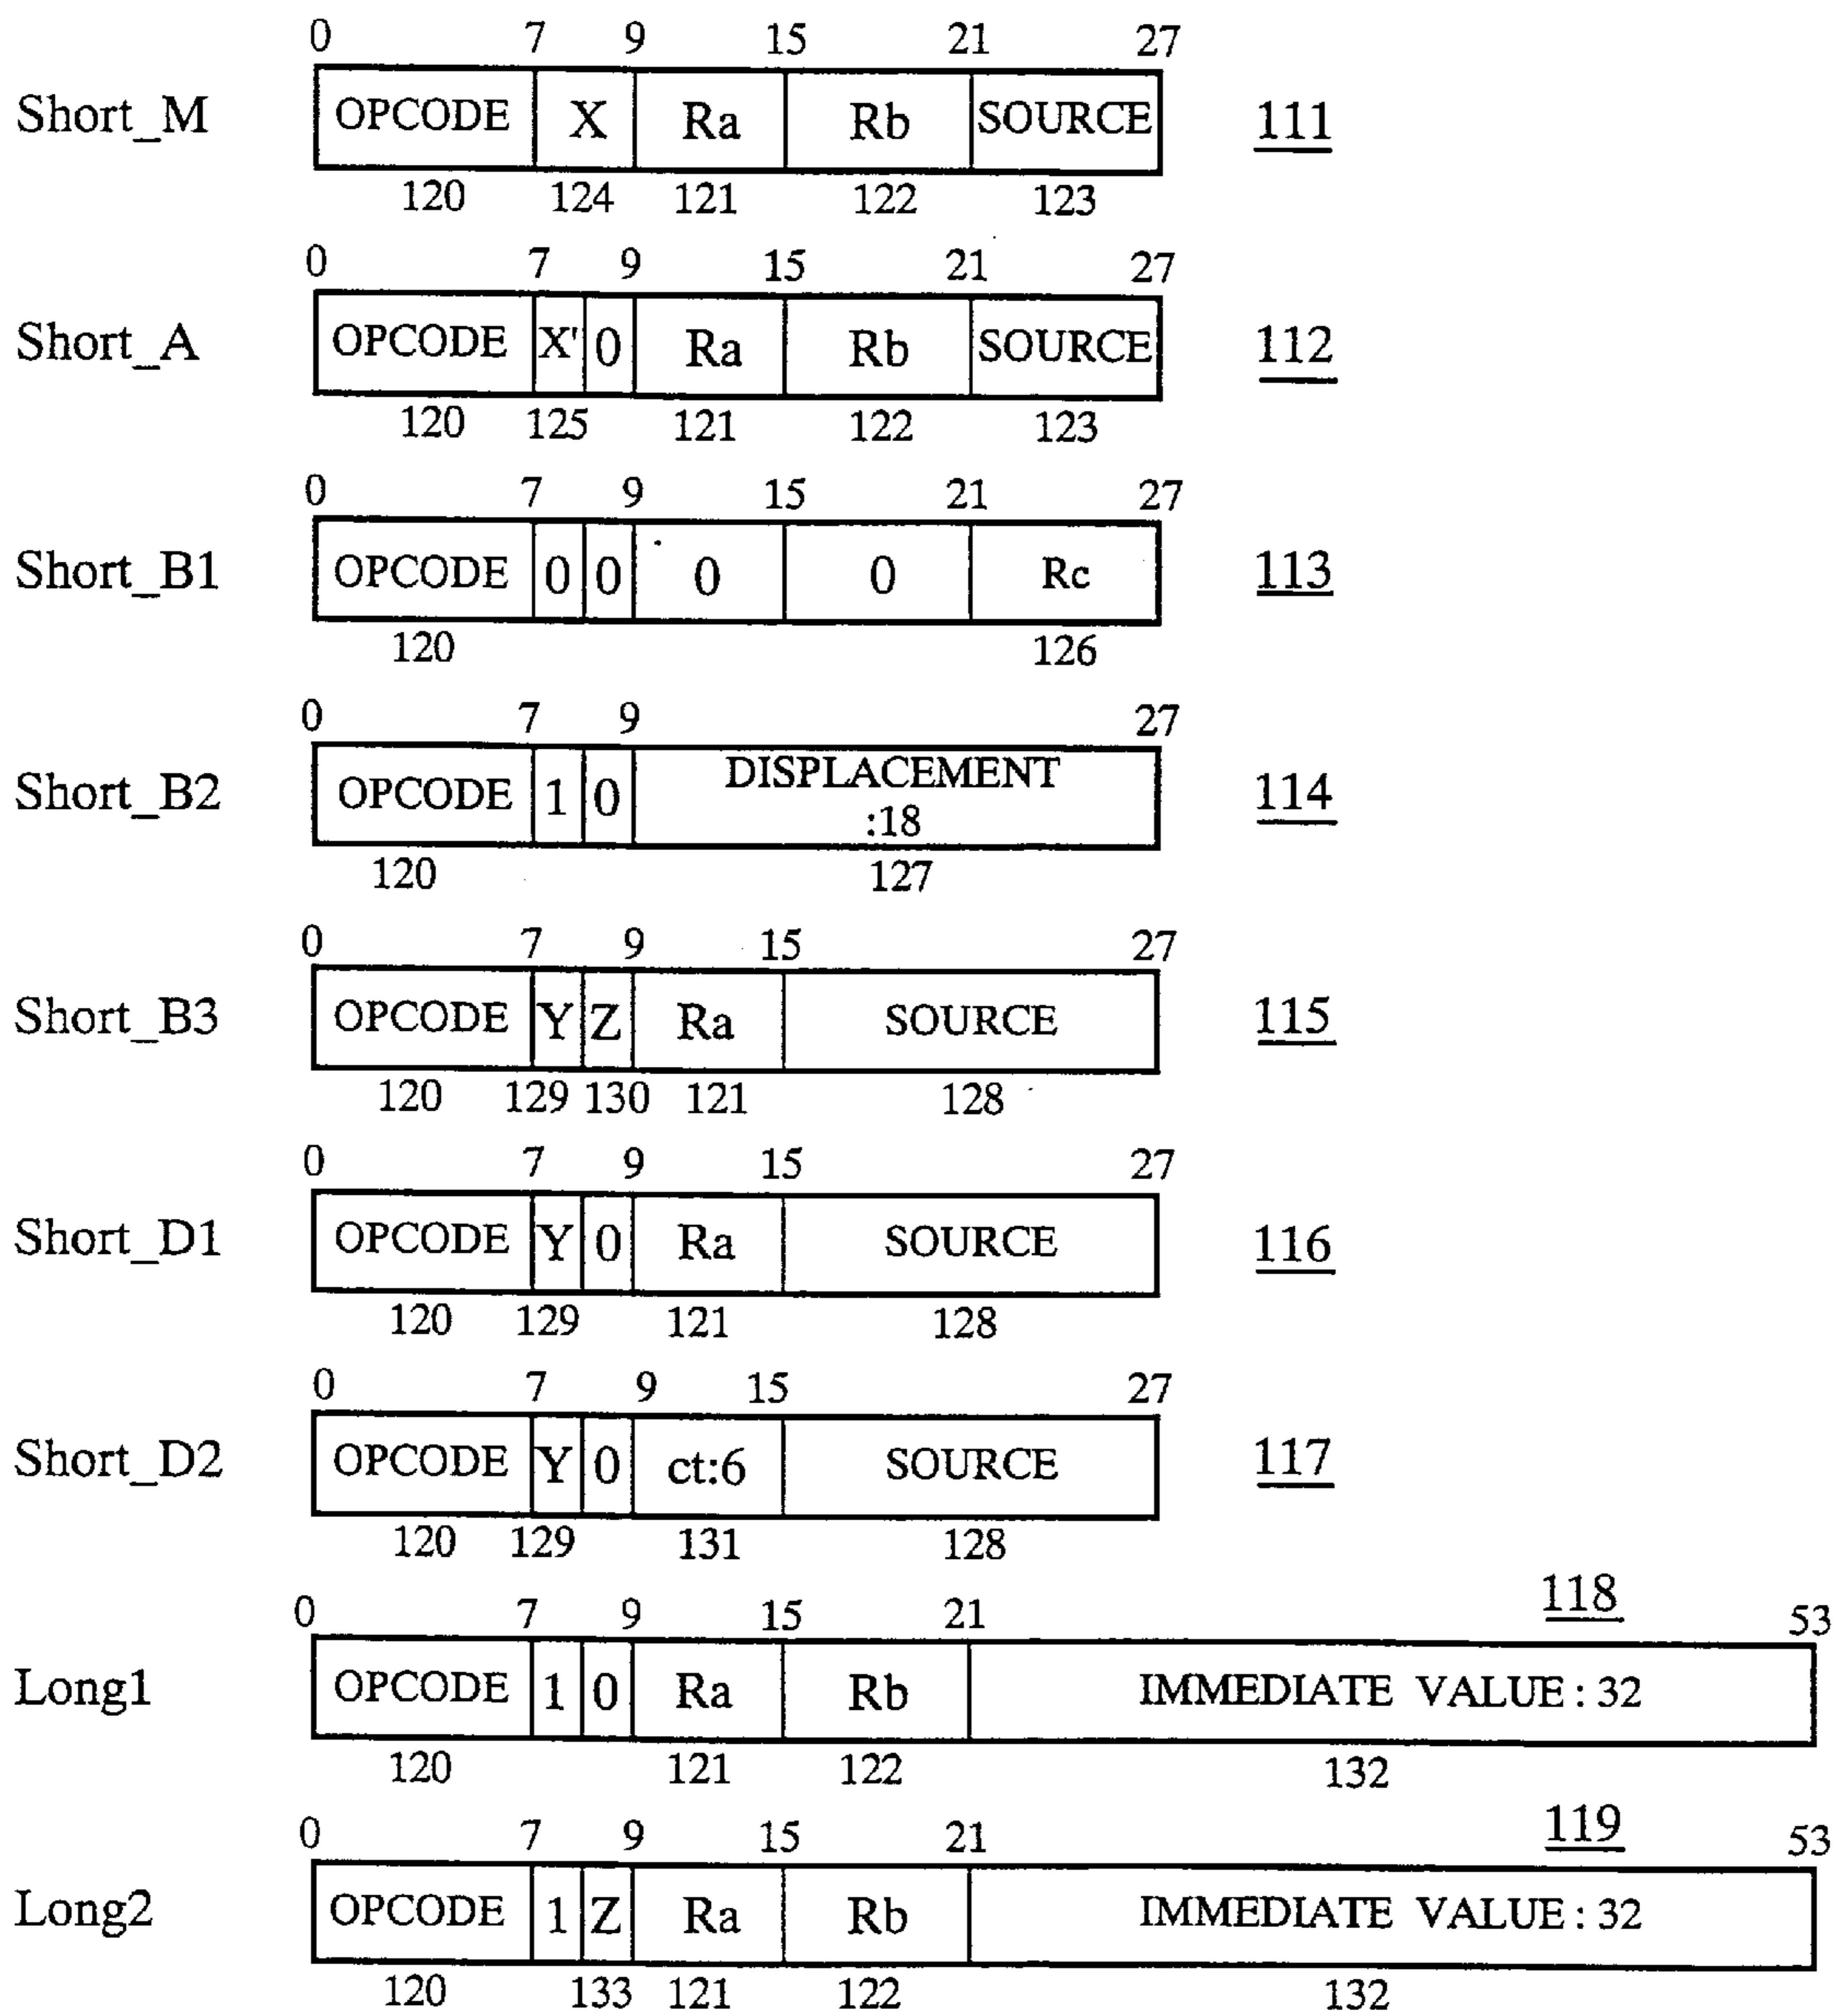 0 7 9 15 21 27
Short_M OPCODE X Ra Rb SOURCE 111
120 124 121 122 123
0 7 9 15 21 27
Short_A OPCODE X' 0 Ra Rb SOURCE 112
120 125 121 122 123
0 7 9 15 21 27
Short_B1 OPCODE 0 0 0 0 Rc 113
120 126
0 7 9 27
Short_B2 OPCODE 1 0 DISPLACEMENT :18 114
120 127
0 7 9 15 27
Short_B3 OPCODE Y Z Ra SOURCE 115
120 129 130 121 128
0 7 9 15 27
Short_D1 OPCODE Y 0 Ra SOURCE 116
120 129 121 128
0 7 9 15 27
Short_D2 OPCODE Y 0 ct:6 SOURCE 117
120 129 131 128
118
0 7 9 15 21 53
Long1 OPCODE 1 0 Ra Rb IMMEDIATE VALUE : 32
120 121 122 132
119
0 7 9 15 21 53
Long2 OPCODE 1 Z Ra Rb IMMEDIATE VALUE : 32
120 133 121 122 132